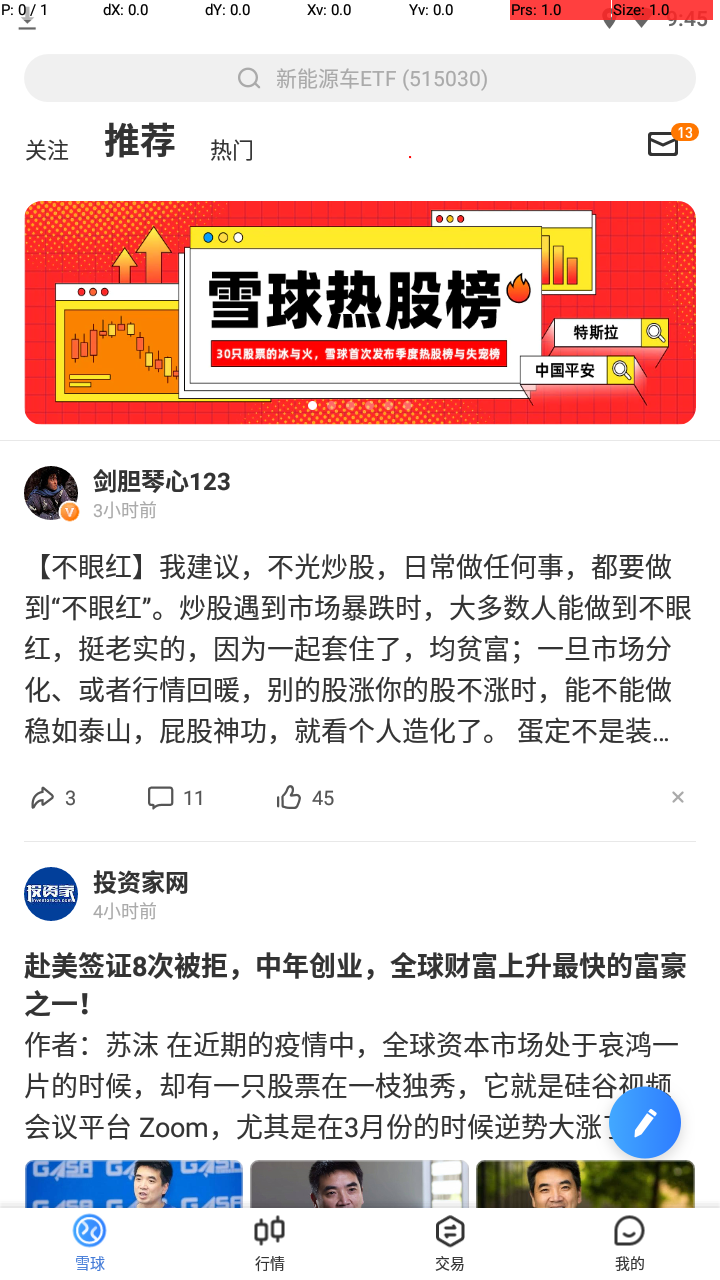 P: 0 / 1 dX: 0.0 dY: 0.0 Xv: 0.0 Yv: 0.0 Prs: 1.0 Size: 1.0
9:45
新能源车ETF (515030)
关注 推荐 热门 13
雪球热股榜
30只股票的冰与火，雪球首次发布季度热股榜与失宠榜
特斯拉
中国平安
剑胆琴心123
V
3小时前
【不眼红】我建议，不光炒股，日常做任何事，都要做
到“不眼红”。炒股遇到市场暴跌时，大多数人能做到不眼
红，挺老实的，因为一起套住了，均贫富；一旦市场分
化、或者行情回暖，别的股涨你的股不涨时，能不能做
稳如泰山，屁股神功，就看个人造化了。 蛋定不是装...
3 11 45
投资家
投资家网
4小时前
赴美签证8次被拒，中年创业，全球财富上升最快的富豪
之一！
作者：苏沫 在近期的疫情中，全球资本市场处于哀鸿一
片的时候，却有一只股票在一枝独秀，它就是硅谷视频
会议平台 Zoom，尤其是在3月份的时候逆势大涨
雪球 行情 交易 我的